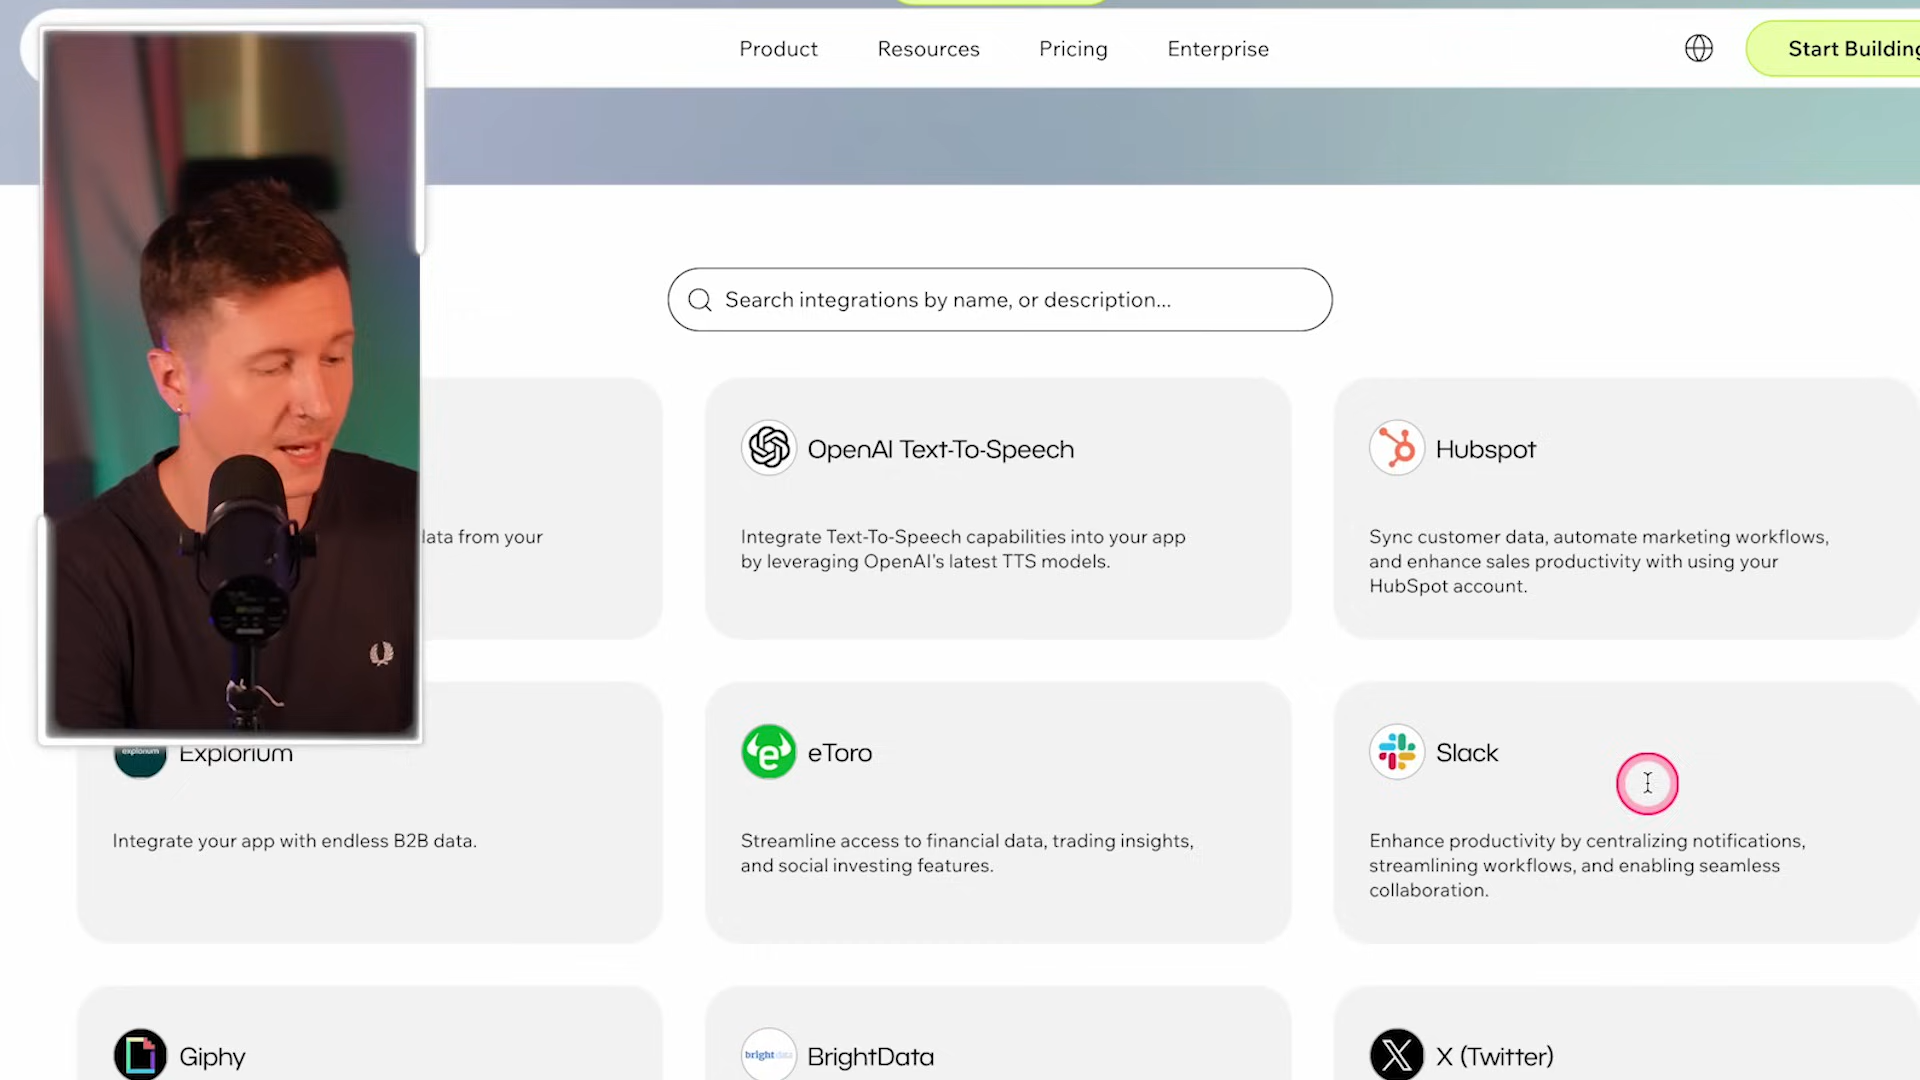 Product
Resources
Pricing
Enterprise
Start Building
Search integrations by name, or description...
OpenAI Text-To-Speech
Hubspot
data from your
Integrate Text-To-Speech capabilities into your app
by leveraging OpenAI's latest TTS models.
Sync customer data, automate marketing workflows,
and enhance sales productivity with using your
HubSpot account.
explorium
Explorium
eToro
Slack
Integrate your app with endless B2B data.
Streamline access to financial data, trading insights,
and social investing features.
Enhance productivity by centralizing notifications,
streamlining workflows, and enabling seamless
collaboration.
Giphy
bright data
BrightData
X (Twitter)